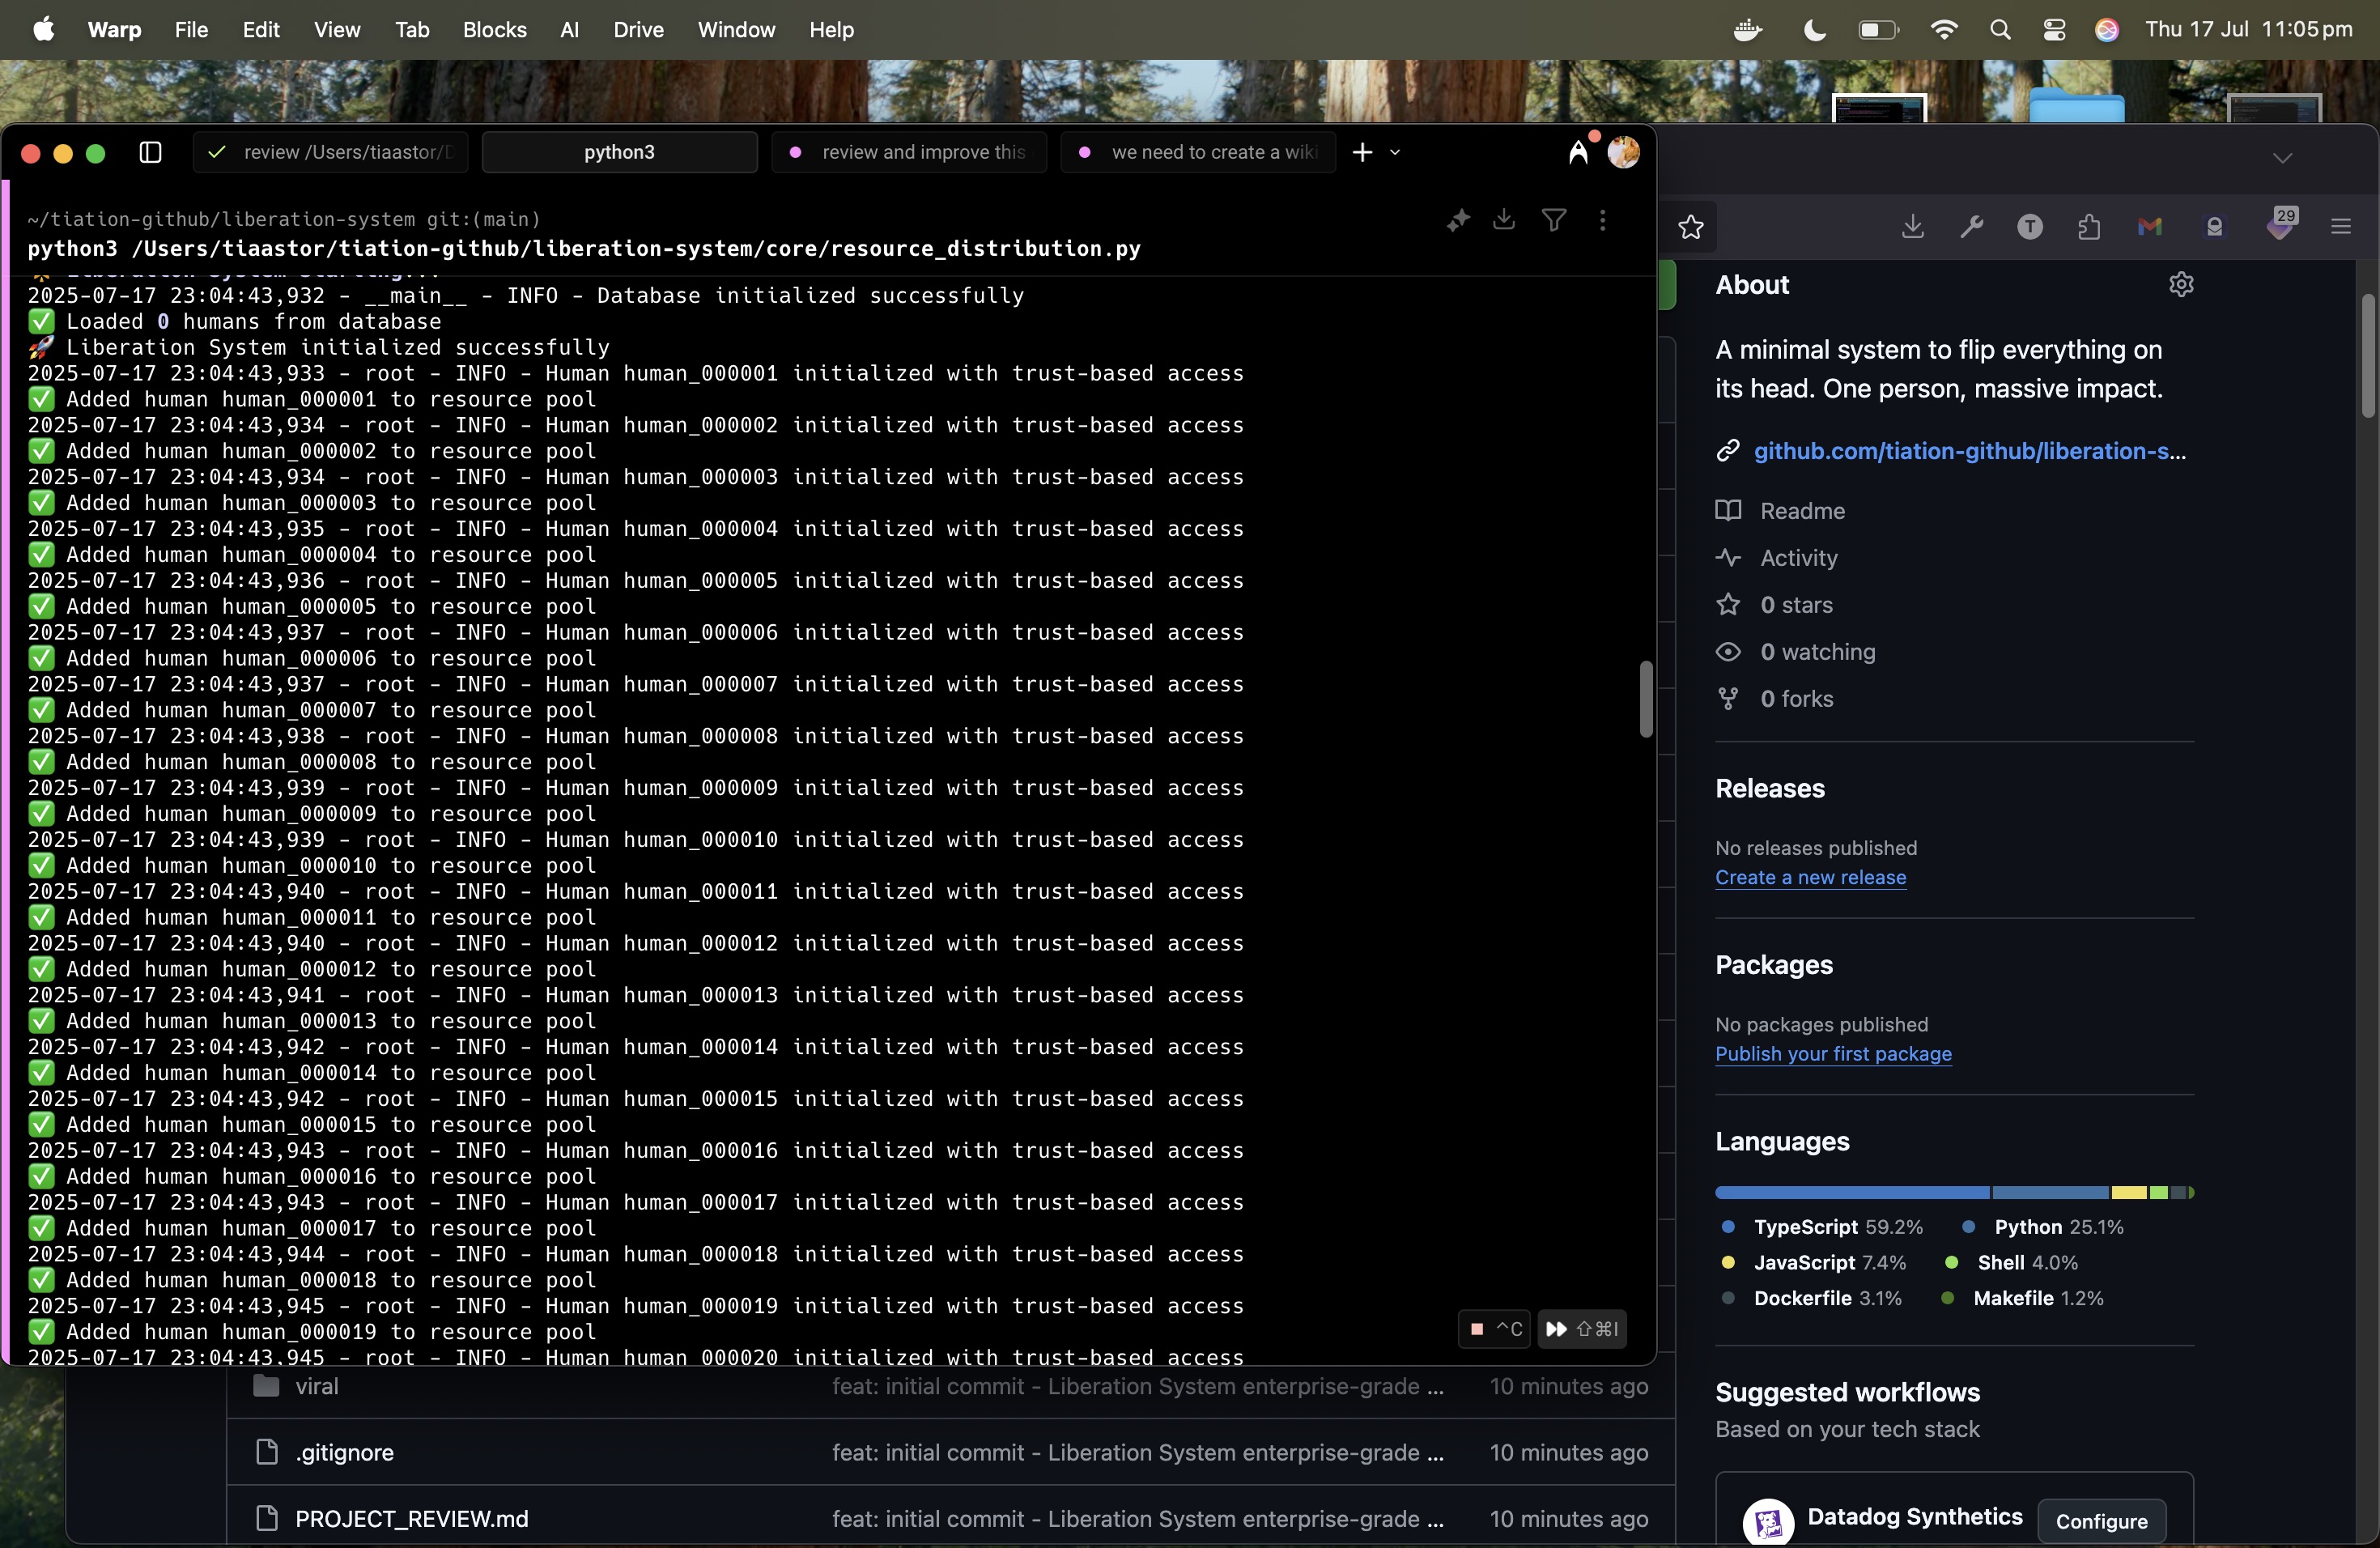 Warp File Edit View Tab Blocks AI Drive Window Help Thu 17 Jul 11:05 pm
review /Users/tiaastor/D python3 review and improve this we need to create a wiki
~/tiation-github/liberation-system git:(main)
python3 /Users/tiaastor/tiation-github/liberation-system/core/resource_distribution.py
Liberation System starting...
2025-07-17 23:04:43,932 - __main__ - INFO - Database initialized successfully
✅ Loaded 0 humans from database
🚀 Liberation System initialized successfully
2025-07-17 23:04:43,933 - root - INFO - Human human_000001 initialized with trust-based access
✅ Added human human_000001 to resource pool
2025-07-17 23:04:43,934 - root - INFO - Human human_000002 initialized with trust-based access
✅ Added human human_000002 to resource pool
2025-07-17 23:04:43,934 - root - INFO - Human human_000003 initialized with trust-based access
✅ Added human human_000003 to resource pool
2025-07-17 23:04:43,935 - root - INFO - Human human_000004 initialized with trust-based access
✅ Added human human_000004 to resource pool
2025-07-17 23:04:43,936 - root - INFO - Human human_000005 initialized with trust-based access
✅ Added human human_000005 to resource pool
2025-07-17 23:04:43,937 - root - INFO - Human human_000006 initialized with trust-based access
✅ Added human human_000006 to resource pool
2025-07-17 23:04:43,937 - root - INFO - Human human_000007 initialized with trust-based access
✅ Added human human_000007 to resource pool
2025-07-17 23:04:43,938 - root - INFO - Human human_000008 initialized with trust-based access
✅ Added human human_000008 to resource pool
2025-07-17 23:04:43,939 - root - INFO - Human human_000009 initialized with trust-based access
✅ Added human human_000009 to resource pool
2025-07-17 23:04:43,939 - root - INFO - Human human_000010 initialized with trust-based access
✅ Added human human_000010 to resource pool
2025-07-17 23:04:43,940 - root - INFO - Human human_000011 initialized with trust-based access
✅ Added human human_000011 to resource pool
2025-07-17 23:04:43,940 - root - INFO - Human human_000012 initialized with trust-based access
✅ Added human human_000012 to resource pool
2025-07-17 23:04:43,941 - root - INFO - Human human_000013 initialized with trust-based access
✅ Added human human_000013 to resource pool
2025-07-17 23:04:43,942 - root - INFO - Human human_000014 initialized with trust-based access
✅ Added human human_000014 to resource pool
2025-07-17 23:04:43,942 - root - INFO - Human human_000015 initialized with trust-based access
✅ Added human human_000015 to resource pool
2025-07-17 23:04:43,943 - root - INFO - Human human_000016 initialized with trust-based access
✅ Added human human_000016 to resource pool
2025-07-17 23:04:43,943 - root - INFO - Human human_000017 initialized with trust-based access
✅ Added human human_000017 to resource pool
2025-07-17 23:04:43,944 - root - INFO - Human human_000018 initialized with trust-based access
✅ Added human human_000018 to resource pool
2025-07-17 23:04:43,945 - root - INFO - Human human_000019 initialized with trust-based access
✅ Added human human_000019 to resource pool
2025-07-17 23:04:43,945 - root - INFO - Human human_000020 initialized with trust-based access
^C ⇧⌘I
viral feat: initial commit - Liberation System enterprise-grade ... 10 minutes ago
.gitignore feat: initial commit - Liberation System enterprise-grade ... 10 minutes ago
PROJECT_REVIEW.md feat: initial commit - Liberation System enterprise-grade ... 10 minutes ago
T 29
About
A minimal system to flip everything on
its head. One person, massive impact.
github.com/tiation-github/liberation-s...
Readme
Activity
0 stars
0 watching
0 forks
Releases
No releases published
Create a new release
Packages
No packages published
Publish your first package
Languages
TypeScript 59.2% Python 25.1%
JavaScript 7.4% Shell 4.0%
Dockerfile 3.1% Makefile 1.2%
Suggested workflows
Based on your tech stack
Datadog Synthetics Configure